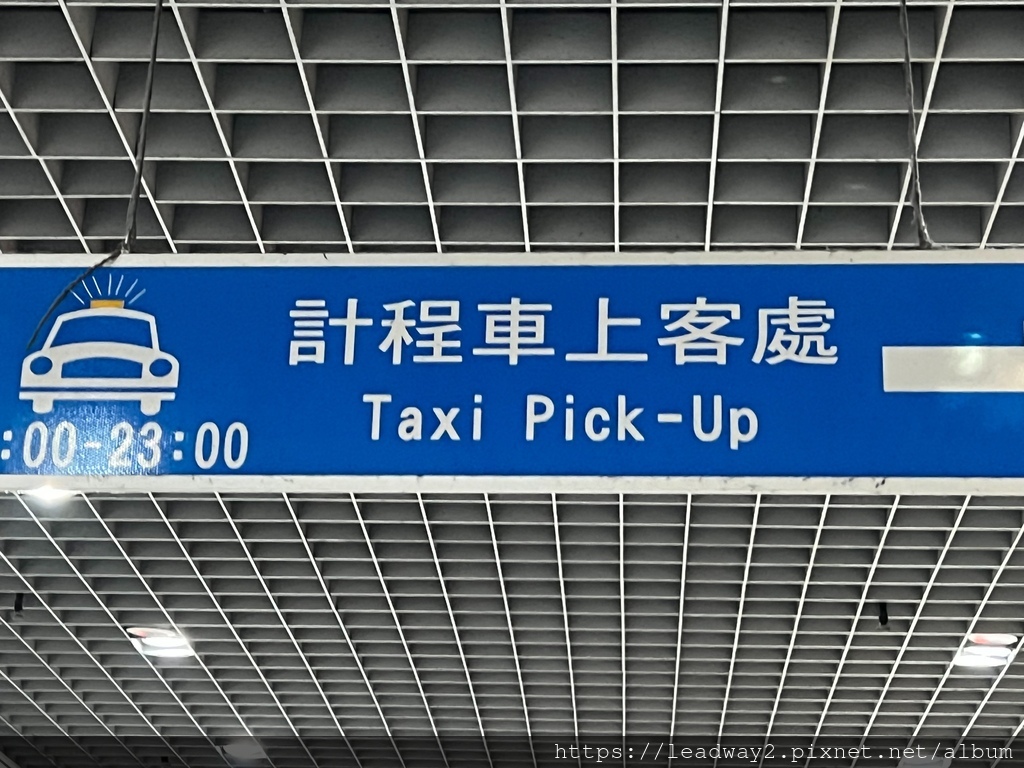 計程車上客處
Taxi Pick-Up
:00-23:00
https://leadway2.pixnet.net/album